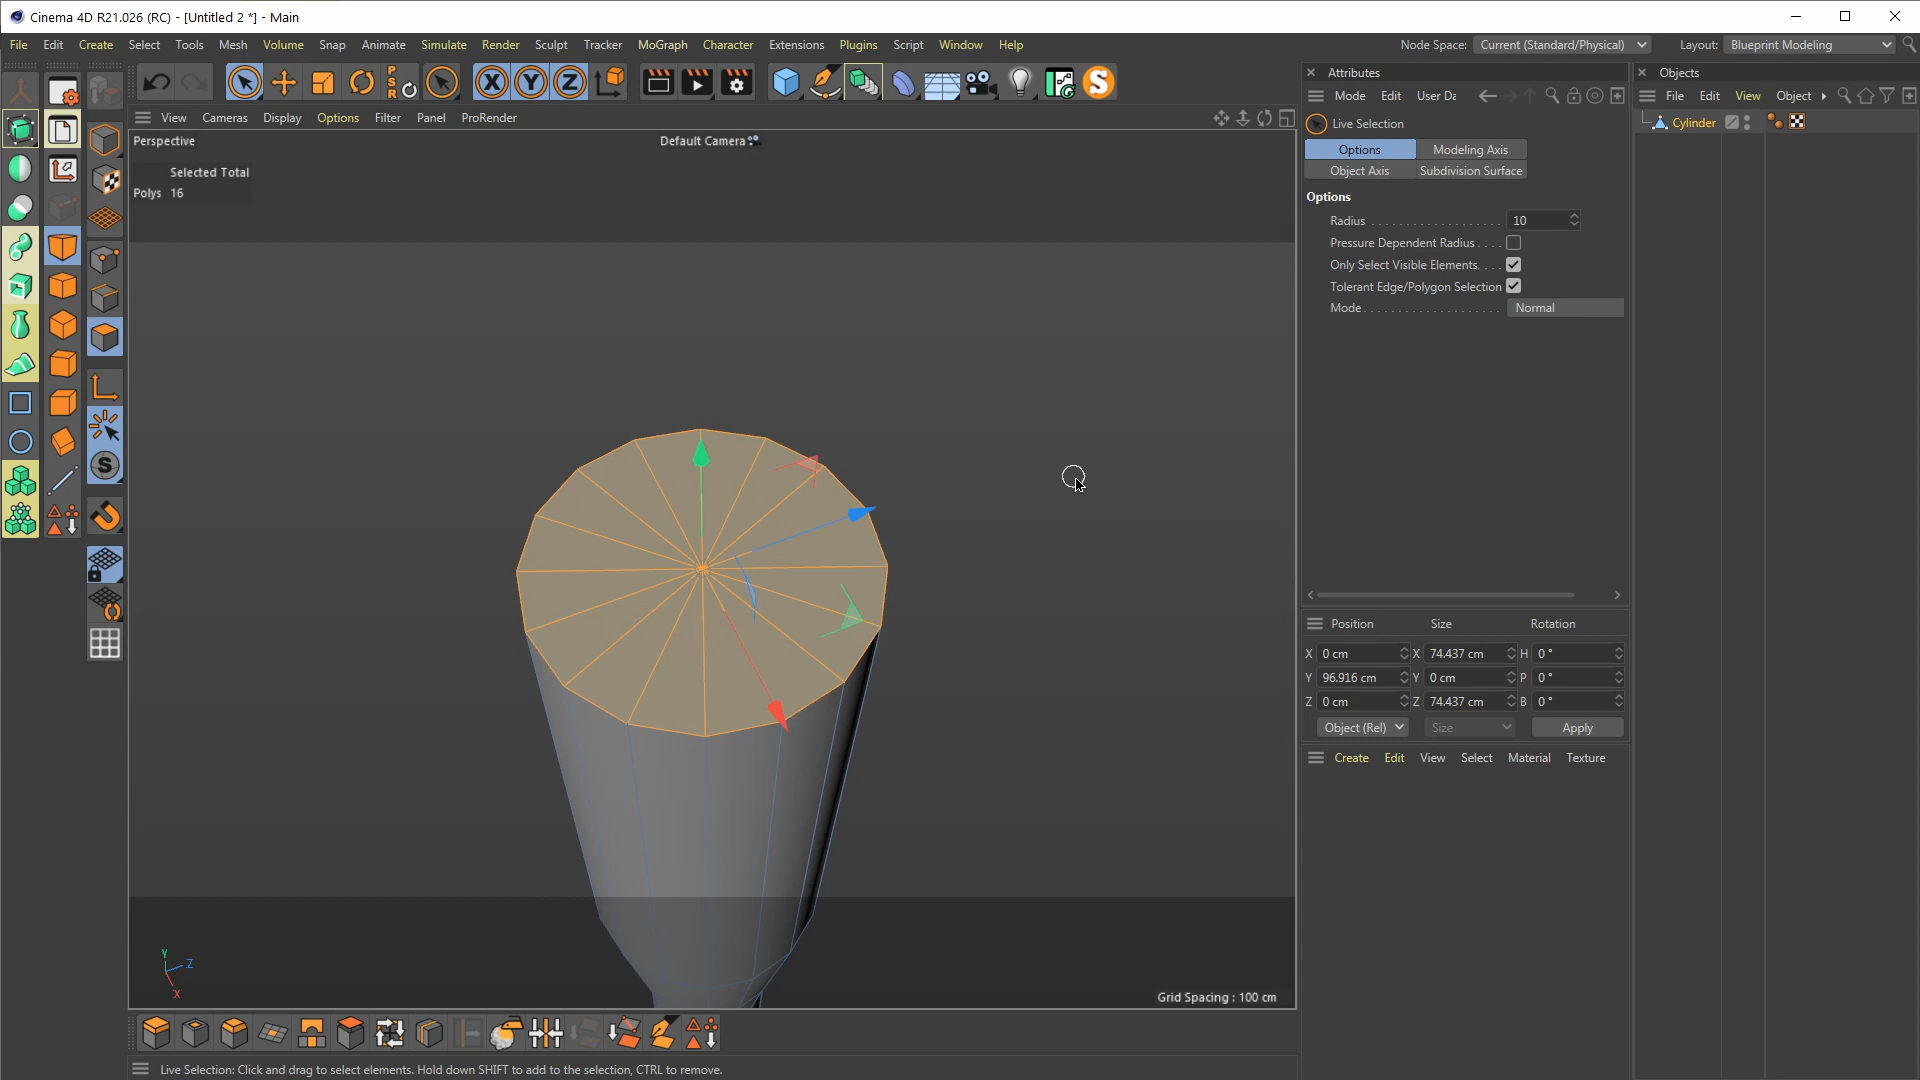 Cinema 4D R21.026 (RC) - [Untitled 2 *] - Main
File Edit Create Select Tools Mesh Volume Snap Animate Simulate Render Sculpt Tracker MoGraph Character Extensions Plugins Script Window Help
Node Space: Current (Standard/Physical) Layout: Blueprint Modeling
P S R
X Y Z
View Cameras Display Options Filter Panel ProRender
Perspective
Default Camera
Selected Total
Polys 16
Y
Z
X
Grid Spacing : 100 cm
Live Selection: Click and drag to select elements. Hold down SHIFT to add to the selection, CTRL to remove.
Attributes
Mode Edit User Da
Live Selection
Options Modeling Axis
Object Axis Subdivision Surface
Options
Radius 10
Pressure Dependent Radius
Only Select Visible Elements
Tolerant Edge/Polygon Selection
Mode Normal
Position Size Rotation
X 0 cm X 74.437 cm H 0 °
Y 96.916 cm Y 0 cm P 0 °
Z 0 cm Z 74.437 cm B 0 °
Object (Rel) Size Apply
Create Edit View Select Material Texture
Objects
File Edit View Object
Cylinder